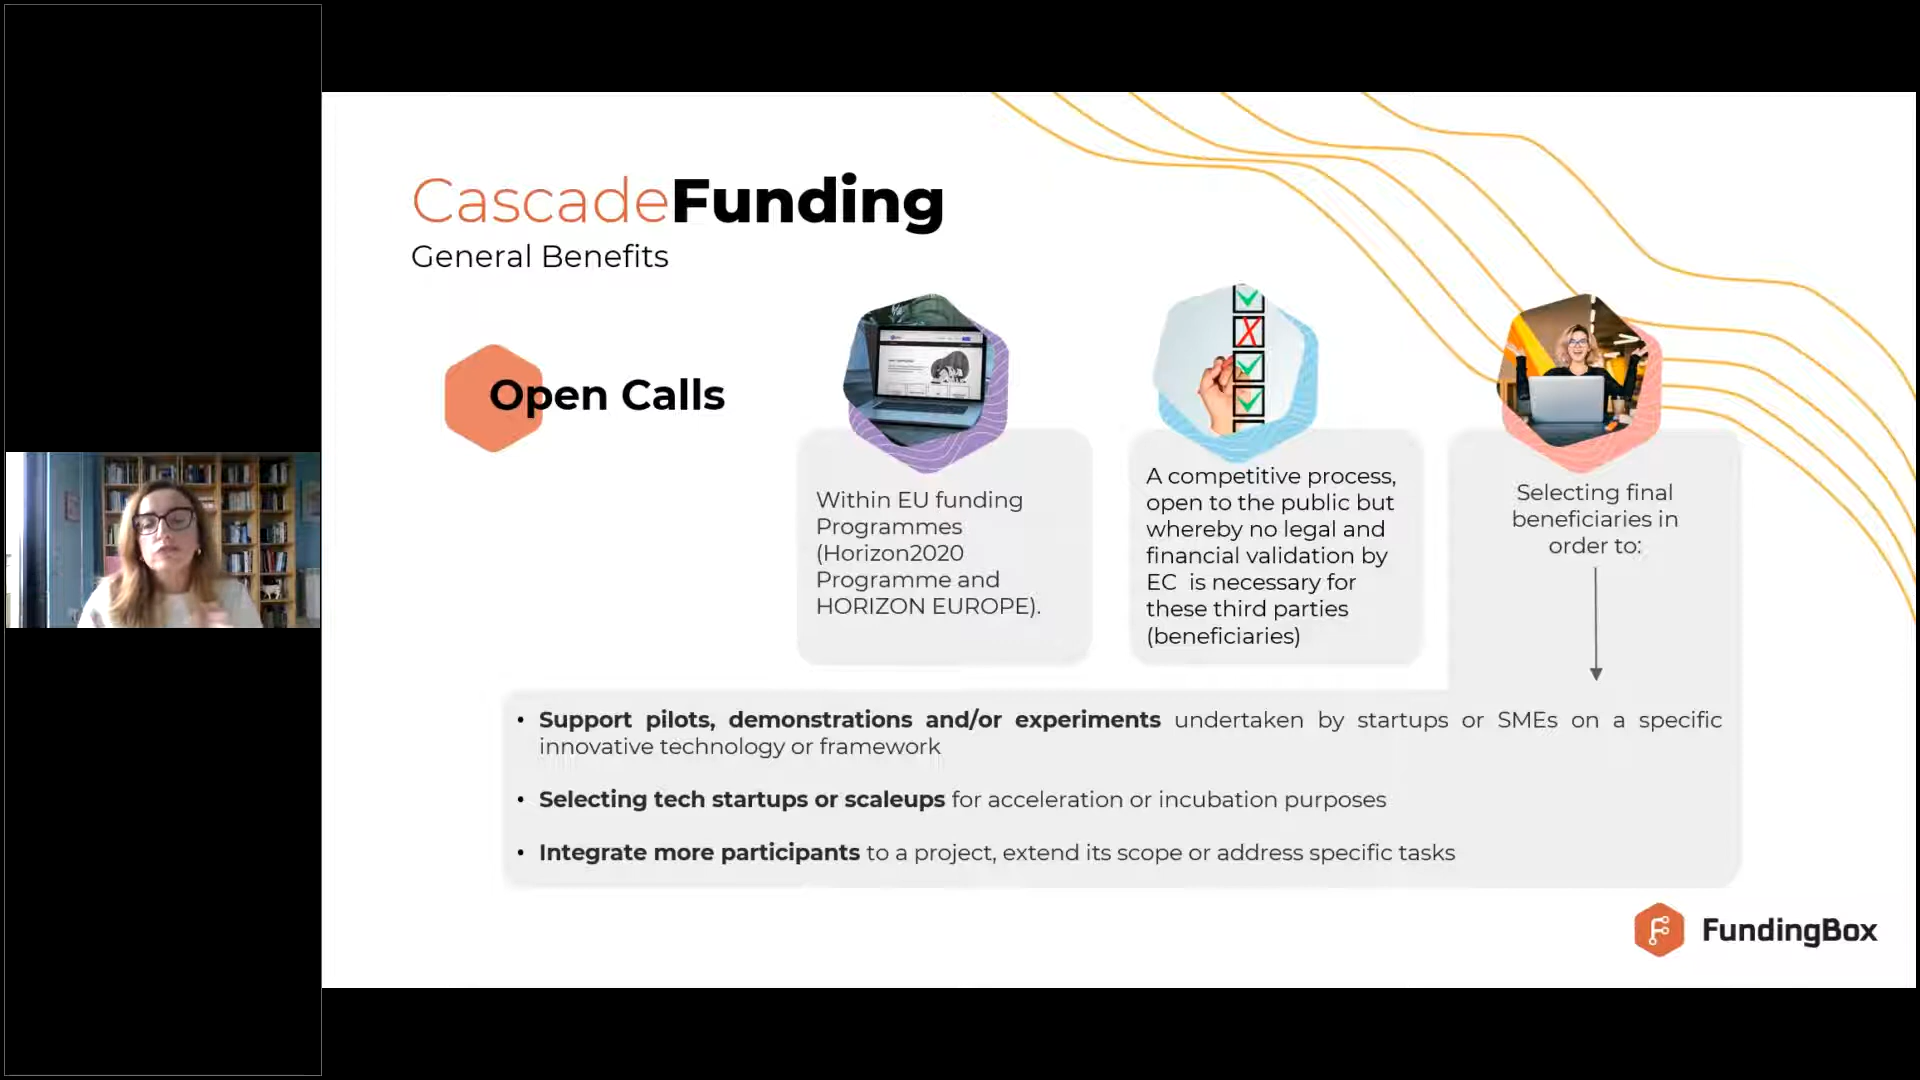 CascadeFunding
General Benefits
Open Calls
Within EU funding
Programmes
(Horizon2020
Programme and
HORIZON EUROPE).
A competitive process,
open to the public but
whereby no legal and
financial validation by
EC is necessary for
these third parties
(beneficiaries)
Selecting final
beneficiaries in
order to:
• Support pilots, demonstrations and/or experiments undertaken by startups or SMEs on a specific
innovative technology or framework
• Selecting tech startups or scaleups for acceleration or incubation purposes
• Integrate more participants to a project, extend its scope or address specific tasks
FundingBox